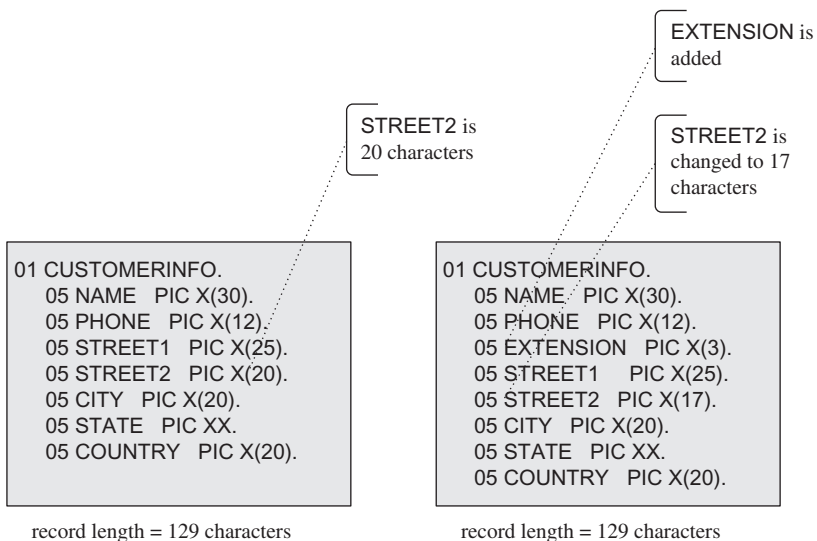 EXTENSION is
added
STREET2 is
20 characters
STREET2 is
changed to 17
characters
01 CUSTOMERINFO.
05 NAME PIC X(30).
05 PHONE PIC X(12).
05 STREET1 PIC X(25).
05 STREET2 PIC X(20).
05 CITY PIC X(20).
05 STATE PIC XX.
05 COUNTRY PIC X(20).
record length = 129 characters
01 CUSTOMERINFO.
05 NAME PIC X(30).
05 PHONE PIC X(12).
05 EXTENSION PIC X(3).
05 STREET1 PIC X(25).
05 STREET2 PIC X(17).
05 CITY PIC X(20).
05 STATE PIC XX.
05 COUNTRY PIC X(20).
record length = 129 characters